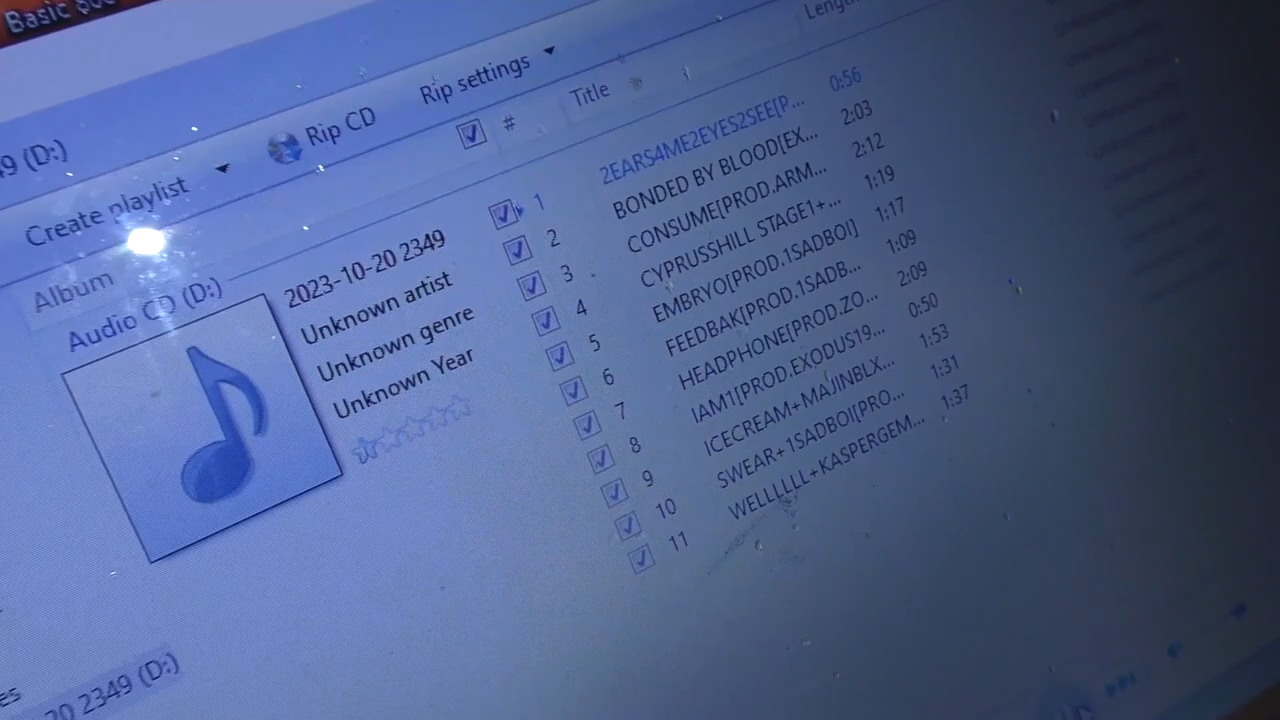 Basic
49 (D:)
Create playlist
Rip CD
Rip settings
Album
#
Title
Length
Audio CD (D:)
2023-10-20 2349
Unknown artist
Unknown genre
Unknown Year
1 2EARS4ME2EYES2SEE[P... 0:56
2 BONDED BY BLOOD[EX... 2:03
3 CONSUME[PROD.ARM... 2:12
4 CYPRUSSHILL STAGE1+... 1:19
5 EMBRYO[PROD.1SADBOI] 1:17
6 FEEDBAK[PROD.1SADB... 1:09
7 HEADPHONE[PROD.ZO... 2:09
8 IAM1[PROD.EXODUS19... 0:50
9 ICECREAM+MAJINBLX... 1:53
10 SWEAR+1SADBOI[PRO... 1:31
11 WELLLLLL+KASPERGEM... 1:37
es
20 2349 (D:)